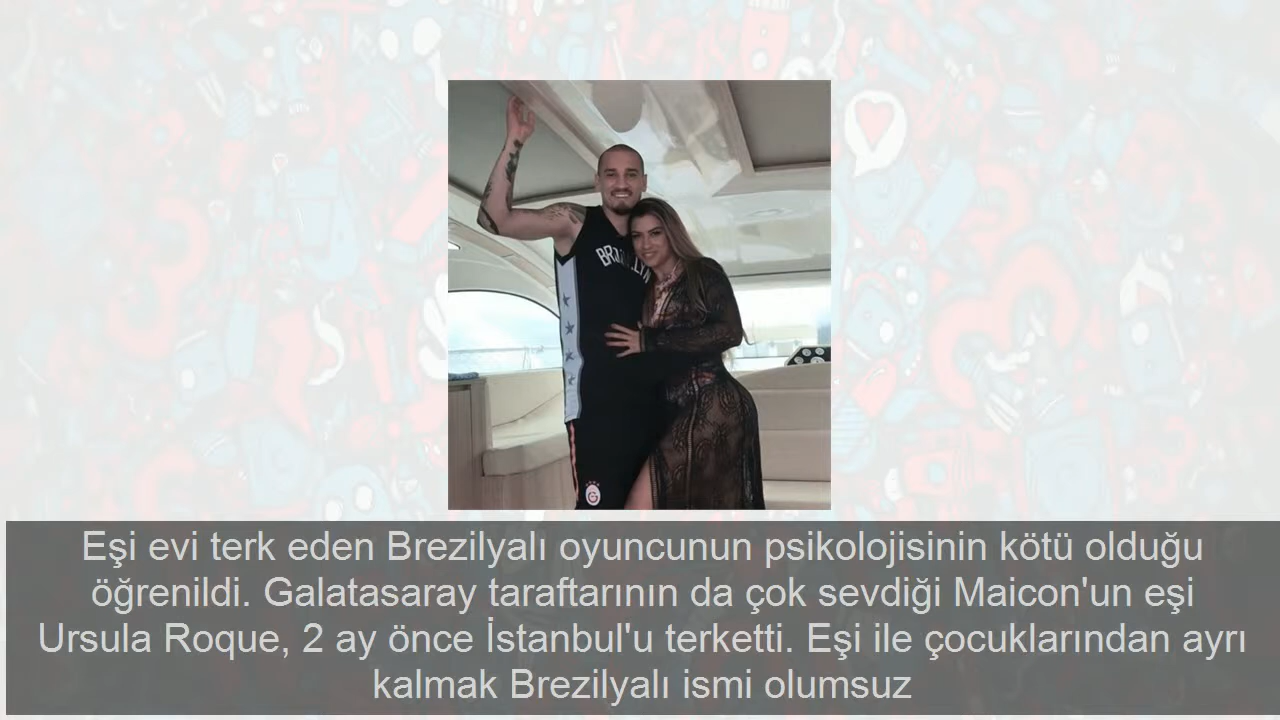 BROOKLYN
Eşi evi terk eden Brezilyalı oyuncunun psikolojisinin kötü olduğu
öğrenildi. Galatasaray taraftarının da çok sevdiği Maicon'un eşi
Ursula Roque, 2 ay önce İstanbul'u terketti. Eşi ile çocuklarından ayrı
kalmak Brezilyalı ismi olumsuz